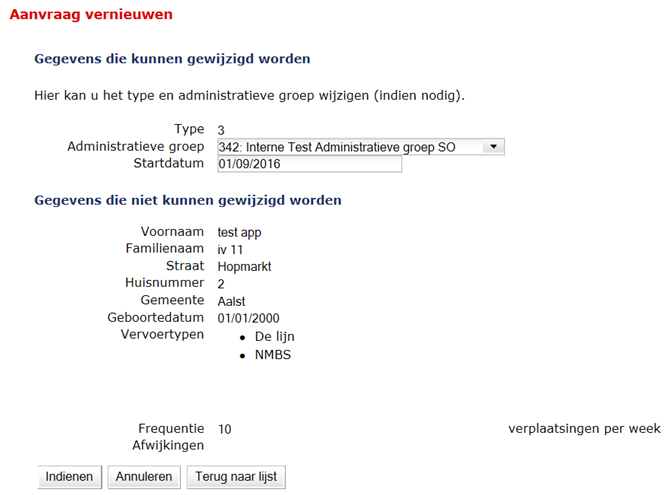 Aanvraag vernieuwen
Gegevens die kunnen gewijzigd worden
Hier kan u het type en administratieve groep wijzigen (indien nodig).
Type 3
Administratieve groep 342: Interne Test Administratieve groep SO
Startdatum 01/09/2016
Gegevens die niet kunnen gewijzigd worden
Voornaam test app
Familienaam iv 11
Straat Hopmarkt
Huisnummer 2
Gemeente Aalst
Geboortedatum 01/01/2000
Vervoertypen • De lijn
• NMBS
Frequentie 10 verplaatsingen per week
Afwijkingen
Indienen Annuleren Terug naar lijst